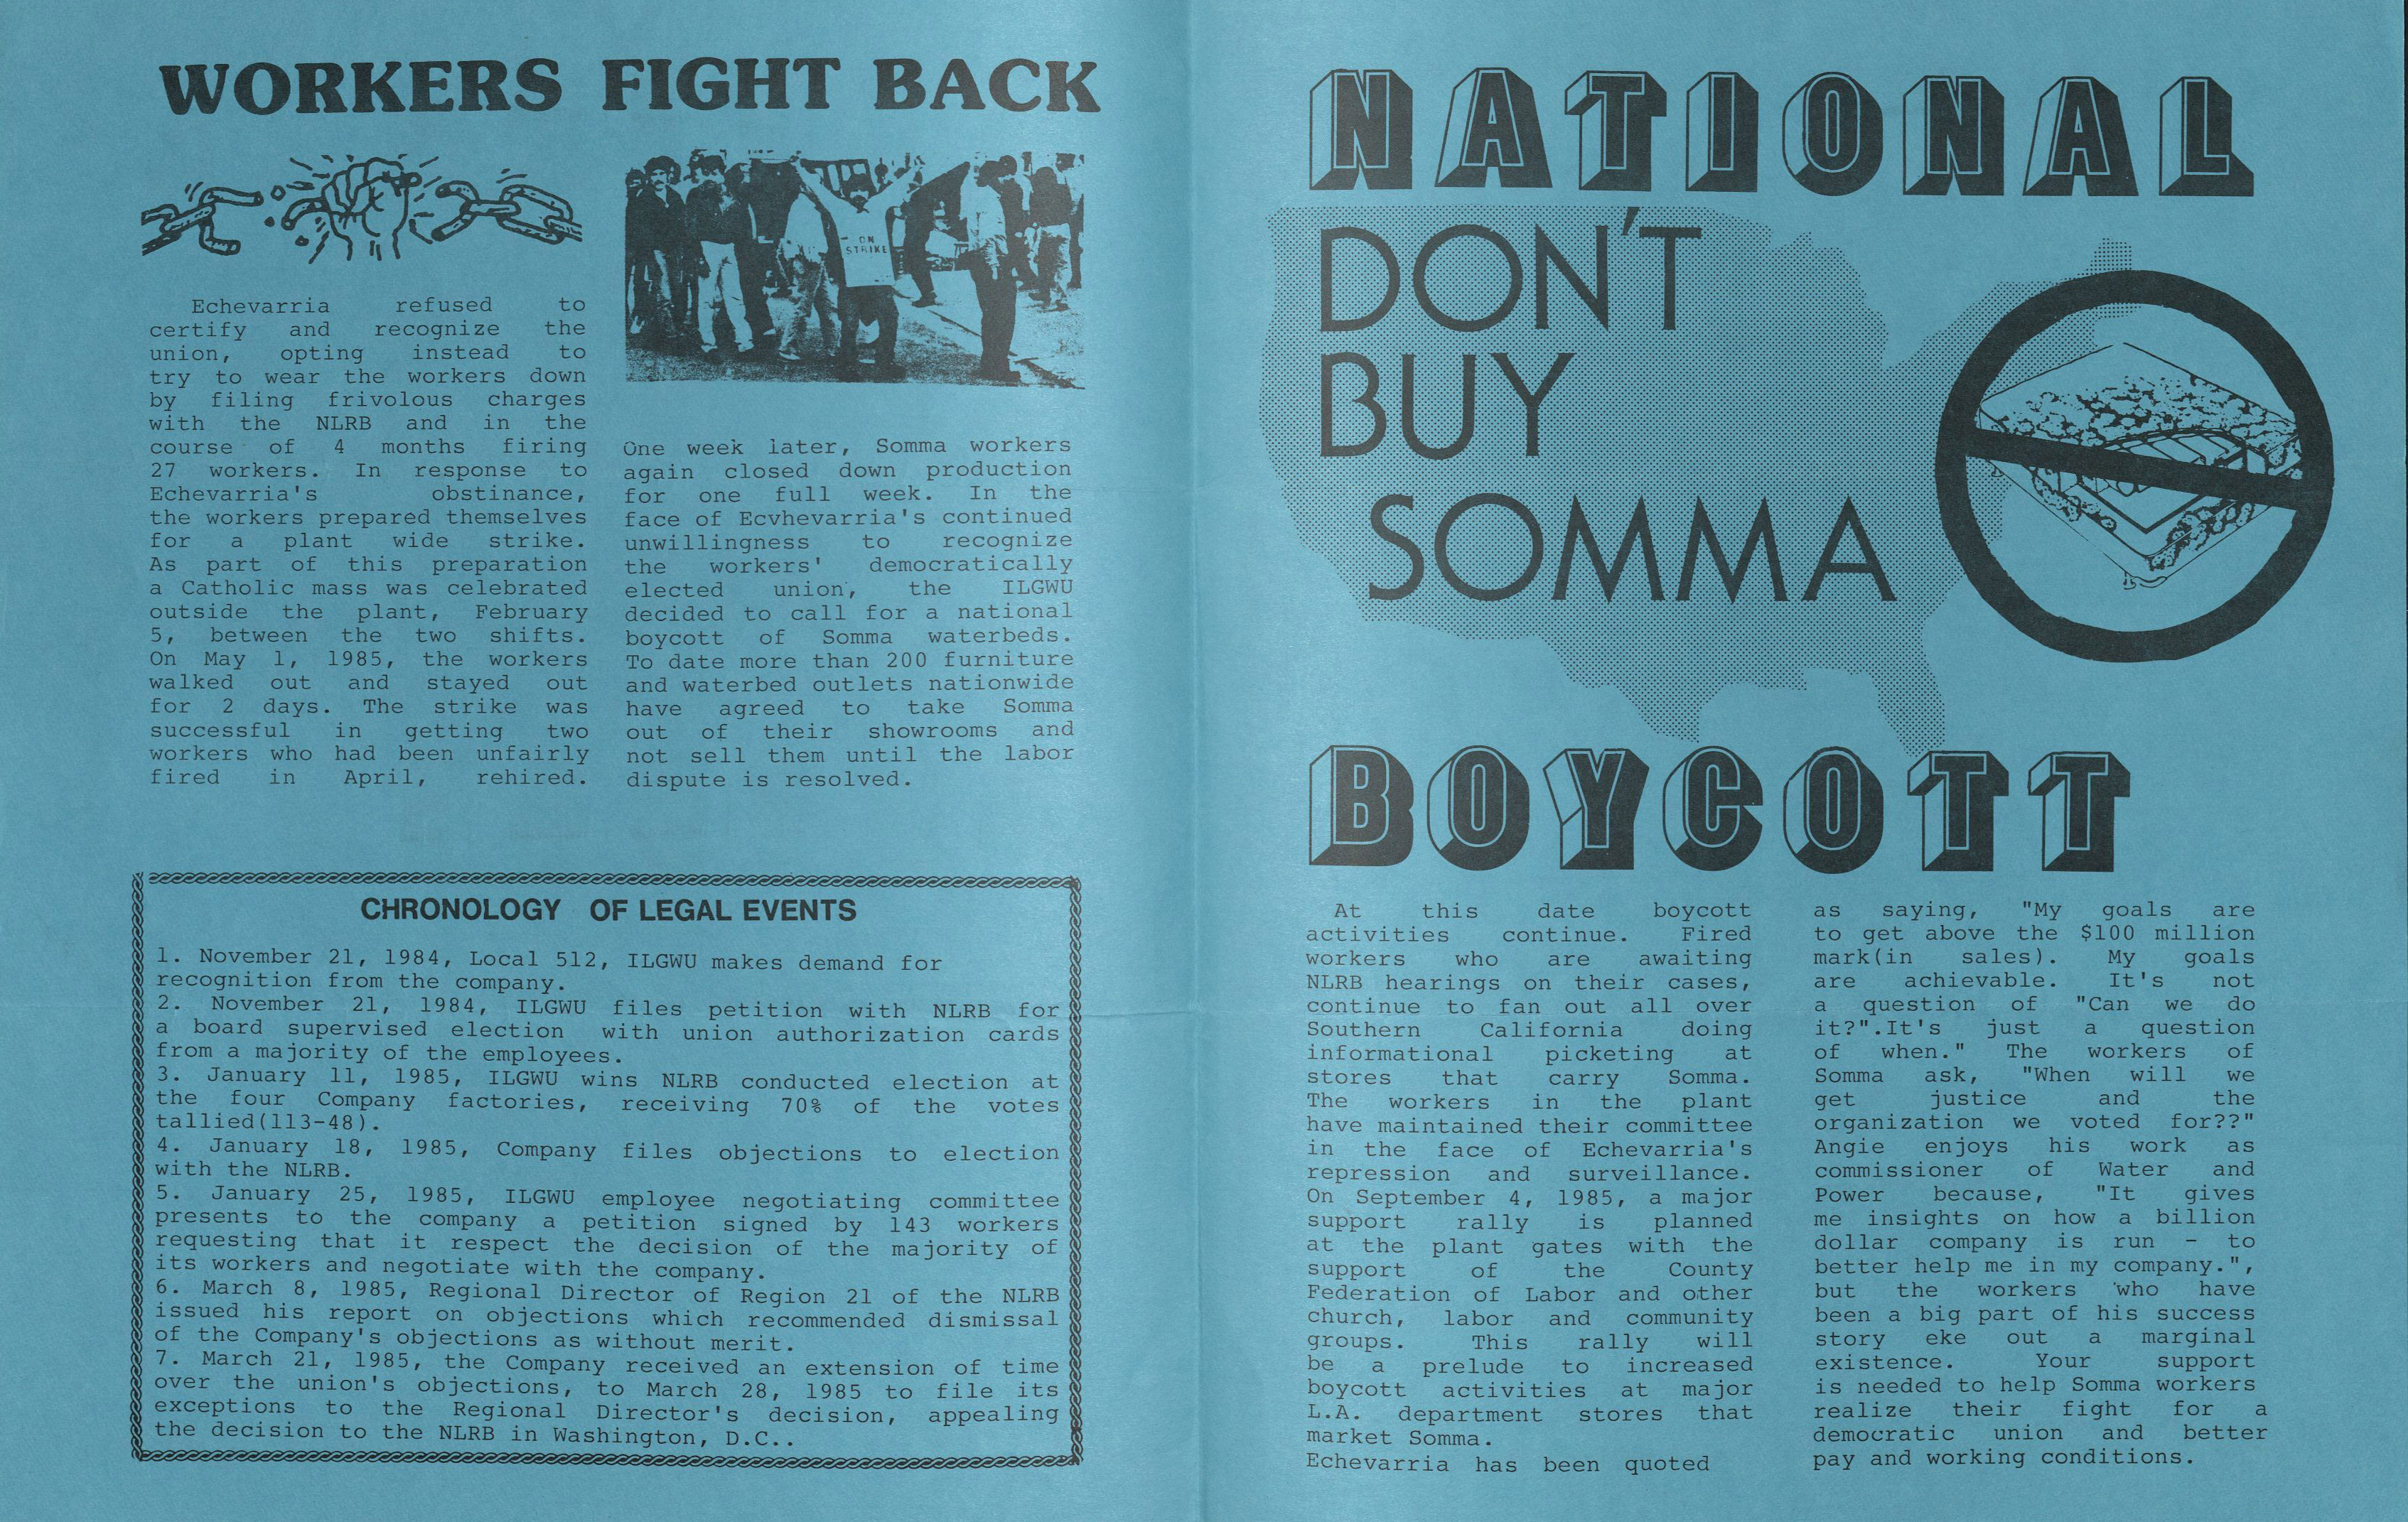 WORKERS FIGHT BACK
ON
STRIKE
Echevarria refused to
certify and recognize the
union, opting instead to
try to wear the workers down
by filing frivolous charges
with the NLRB and in the
course of 4 months firing
27 workers. In response to
Echevarria's obstinance,
the workers prepared themselves
for a plant wide strike.
As part of this preparation
a Catholic mass was celebrated
outside the plant, February
5, between the two shifts.
On May 1, 1985, the workers
walked out and stayed out
for 2 days. The strike was
successful in getting two
workers who had been unfairly
fired in April, rehired.
One week later, Somma workers
again closed down production
for one full week. In the
face of Ecvhevarria's continued
unwillingness to recognize
the workers' democratically
elected union, the ILGWU
decided to call for a national
boycott of Somma waterbeds.
To date more than 200 furniture
and waterbed outlets nationwide
have agreed to take Somma
out of their showrooms and
not sell them until the labor
dispute is resolved.
CHRONOLOGY OF LEGAL EVENTS
1. November 21, 1984, Local 512, ILGWU makes demand for
recognition from the company.
2. November 21, 1984, ILGWU files petition with NLRB for
a board supervised election with union authorization cards
from a majority of the employees.
3. January 11, 1985, ILGWU wins NLRB conducted election at
the four Company factories, receiving 70% of the votes
tallied(113-48).
4. January 18, 1985, Company files objections to election
with the NLRB.
5. January 25, 1985, ILGWU employee negotiating committee
presents to the company a petition signed by 143 workers
requesting that it respect the decision of the majority of
its workers and negotiate with the company.
6. March 8, 1985, Regional Director of Region 21 of the NLRB
issued his report on objections which recommended dismissal
of the Company's objections as without merit.
7. March 21, 1985, the Company received an extension of time
over the union's objections, to March 28, 1985 to file its
exceptions to the Regional Director's decision, appealing
the decision to the NLRB in Washington, D.C..
NATIONAL
DON'T
BUY
SOMMA
BOYCOTT
At this date boycott
activities continue. Fired
workers who are awaiting
NLRB hearings on their cases,
continue to fan out all over
Southern California doing
informational picketing at
stores that carry Somma.
The workers in the plant
have maintained their committee
in the face of Echevarria's
repression and surveillance.
On September 4, 1985, a major
support rally is planned
at the plant gates with the
support of the County
Federation of Labor and other
church, labor and community
groups. This rally will
be a prelude to increased
boycott activities at major
L.A. department stores that
market Somma.
Echevarria has been quoted
as saying, "My goals are
to get above the $100 million
mark(in sales). My goals
are achievable. It's not
a question of "Can we do
it?".It's just a question
of when." The workers of
Somma ask, "When will we
get justice and the
organization we voted for??"
Angie enjoys his work as
commissioner of Water and
Power because, "It gives
me insights on how a billion
dollar company is run - to
better help me in my company.",
but the workers who have
been a big part of his success
story eke out a marginal
existence. Your support
is needed to help Somma workers
realize their fight for a
democratic union and better
pay and working conditions.